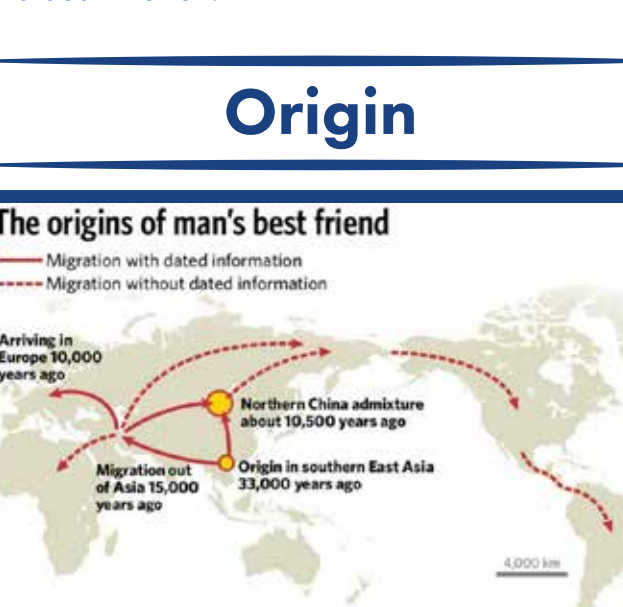 Origin
The origins of man's best friend
Migration with dated information
Migration without dated information
Arriving in
Europe 10,000
years ago
Northern China admixture
about 10,500 years ago
Migration out
of Asia 15,000
years ago
Origin in southern East Asia
33,000 years ago
4,000 km